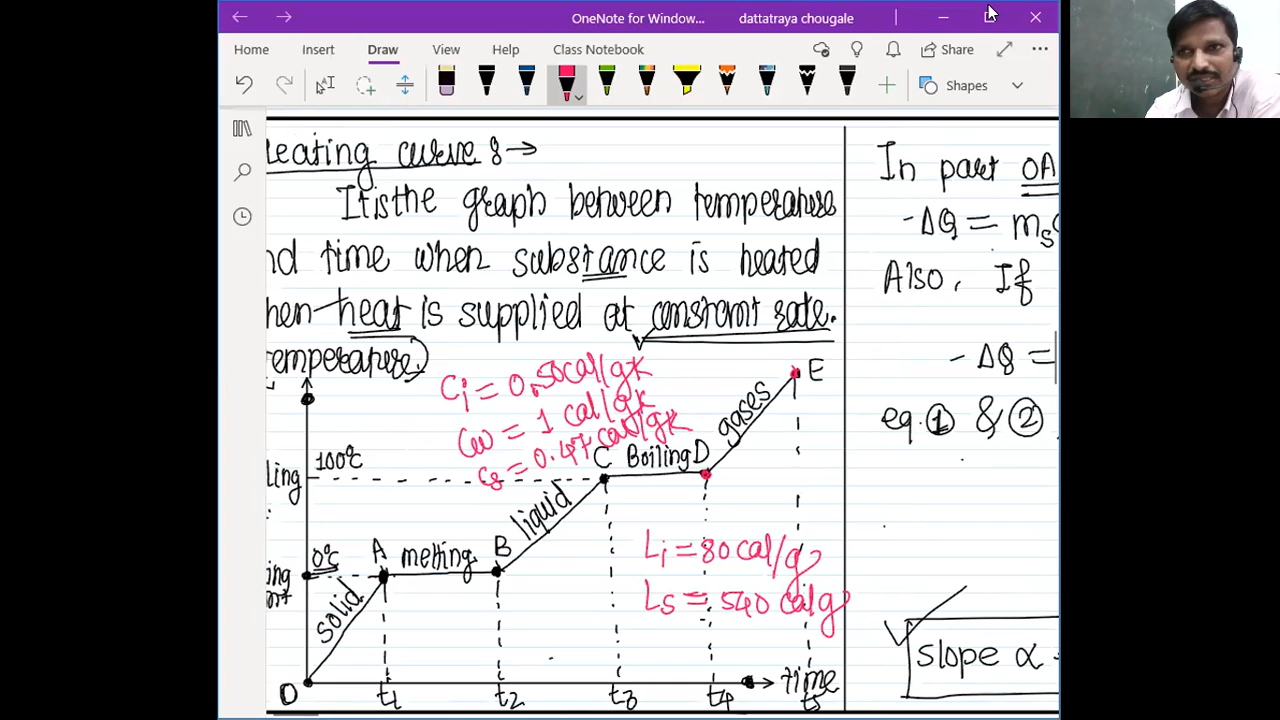 OneNote for Window... dattatraya chougale
Home Insert Draw View Help Class Notebook Share
Shapes
eating curve :→
It is the graph between temperature
nd time when substance is heated
hen heat is supplied at constant rate.
emperature.)
Ci = 0.50 cal/gk
Cw = 1 cal/gk
Cs = 0.47 cal/gk
E
gases
100°c
C Boiling D
ling
liquid
0°c A melting B
ing
solid
Li = 80 cal/g
Ls = 540 cal/g
O t1 t2 t3 t4 t5 time
In part OA
-ΔQ = ms
Also, If
-ΔQ =
eq. ① & ②
slope α